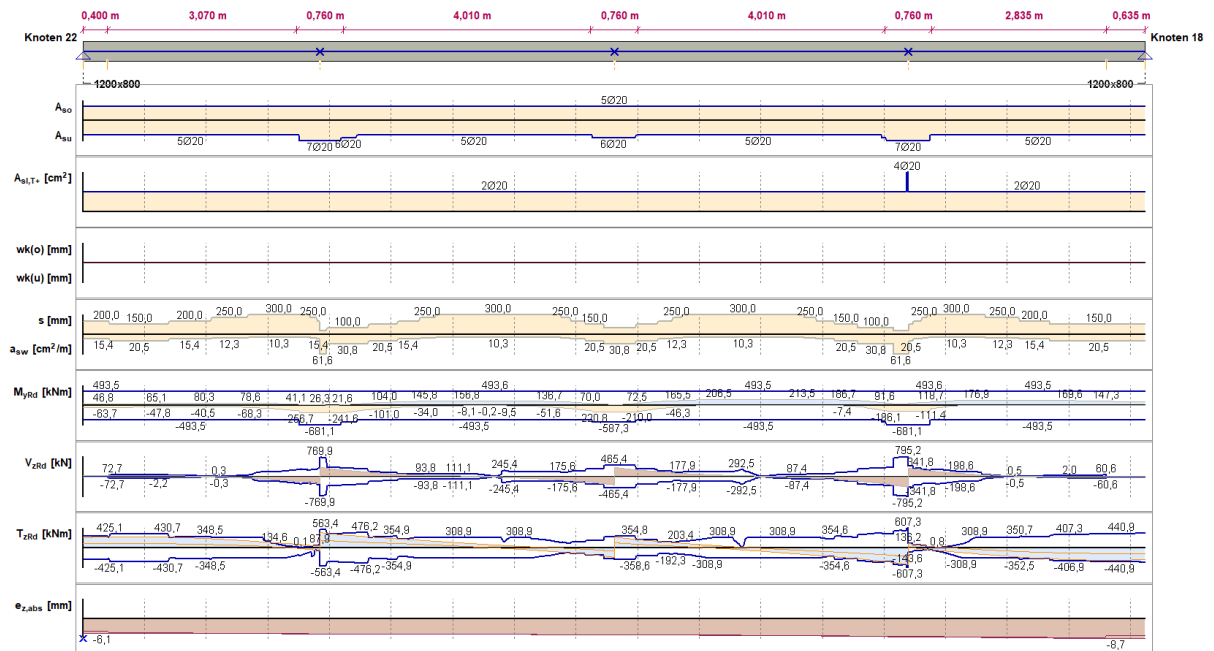 0,400 m 3,070 m 0,760 m 4,010 m 0,760 m 4,010 m 0,760 m 2,835 m 0,635 m
Knoten 22 Knoten 18
1200x800 1200x800
5Ø20
Aso
Asu
5Ø20 7Ø20 6Ø20 5Ø20 6Ø20 5Ø20 7Ø20 5Ø20
4Ø20
Asl,T+ [cm²]
2Ø20 2Ø20
wk(o) [mm]
wk(u) [mm]
200,0 150,0 200,0 250,0 300,0 250,0 100,0 250,0 300,0 250,0 150,0 250,0 300,0 250,0 150,0 100,0 250,0 300,0 250,0 200,0 150,0
s [mm]
asw [cm²/m]
15,4 20,5 15,4 12,3 10,3 15,4 30,8 20,5 15,4 10,3 20,5 30,8 20,5 10,3 20,5 30,8 20,5 10,3 12,3 15,4 20,5
61,6 61,6
493,5 493,6 493,5 493,6 493,5
MyRd [kNm]
46,8 65,1 80,3 78,6 41,1 26,3 21,6 104,0 145,8 156,8 136,7 70,0 72,5 165,5 206,5 213,5 186,7 91,6 118,7 176,9 169,6 147,3
-63,7 -47,8 -40,5 -68,3 -241,6 -101,0 -34,0 -8,1 -0,2 -9,5 -51,6 -210,0 -46,3 -7,4 -186,1 -111,4
-493,5 -681,1 -493,5 -587,3 -493,5 -681,1 -493,5
769,9 465,4 795,2
VzRd [kN]
72,7 0,3 93,8 111,1 245,4 175,6 177,9 292,5 87,4 341,8 198,6 0,5 2,0 60,6
-72,7 -2,2 -0,3 -93,8 -111,1 -245,4 -175,6 -177,9 -292,5 -87,4 -341,8 -198,6 -0,5 -60,6
-769,9 -465,4 -795,2
TzRd [kNm]
425,1 430,7 348,5 134,6 0,1 87,9 563,4 476,2 354,9 308,9 308,9 354,8 203,4 308,9 308,9 354,6 607,3 136,2 0,8 308,9 350,7 407,3 440,9
-425,1 -430,7 -348,5 -563,4 -476,2 -354,9 -358,6 -192,3 -308,9 -354,6 -143,6 -607,3 -308,9 -352,5 -406,9 -440,9
ez,abs [mm]
-6,1 -8,7